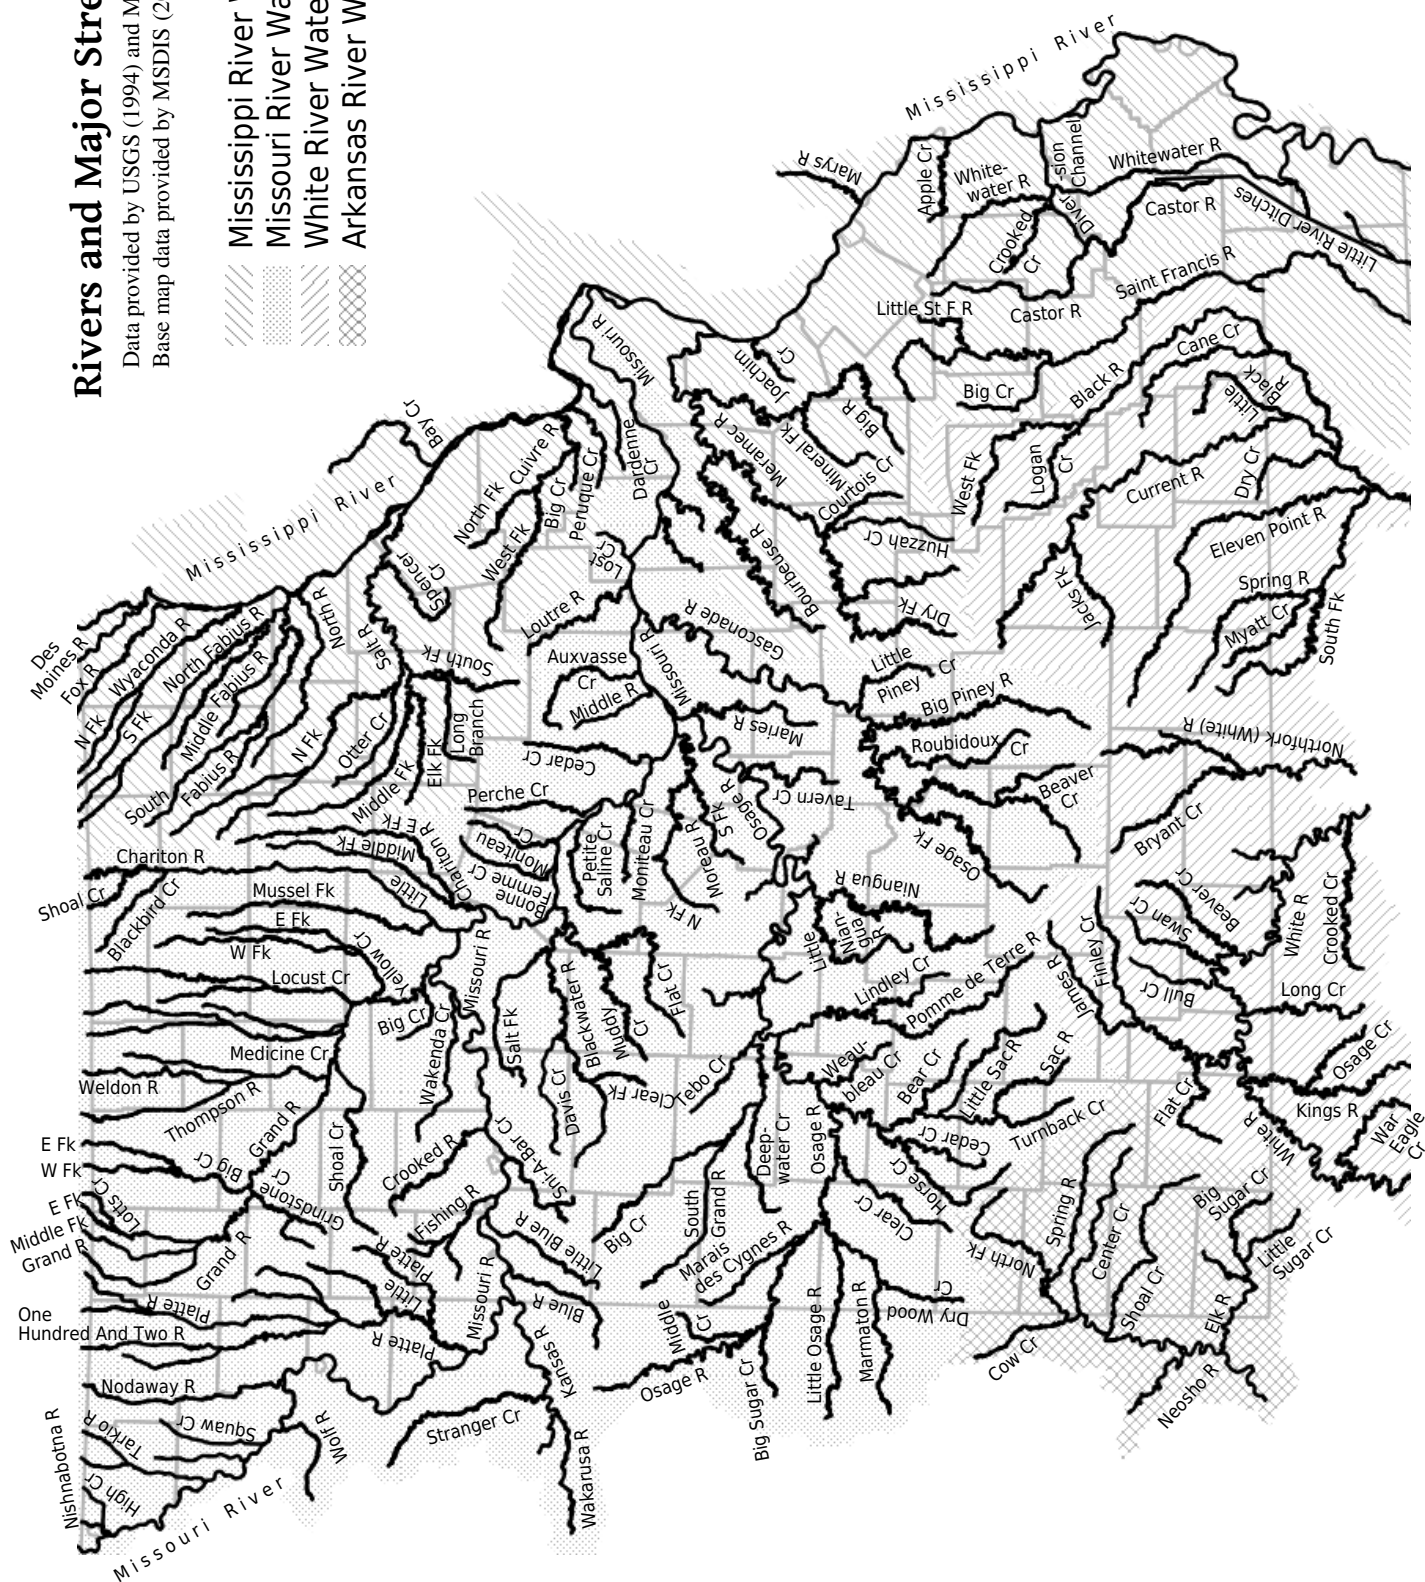 Rivers and Major Stre
Data provided by USGS (1994) and M
Base map data provided by MSDIS (2
Mississippi River W
Missouri River Wa
White River Wate
Arkansas River W
Mississippi River
Marys R
Apple Cr
White-
water R
Diver
-sion
Channel
Whitewater R
Castor R
Little River Ditches
Crooked
Cr
Saint Francis R
Little St F R
Castor R
Missouri R
Joachim
Cr
Big Cr
Black R
Cane Cr
Little
Black
R
Bay Cr
Cuivre R
North Fk
Big Cr
Peruque Cr
Dardenne
Cr
Meramec R
Mineral Fk
Big R
Courtois Cr
West Fk
Logan
Cr
Current R
Dry Cr
Mississippi River
Spencer
Cr
West Fk
Lost
Cr
Bourbeuse R
Huzzah Cr
Eleven Point R
Spring R
Myatt Cr
South Fk
Des
Moines R
Fox R
Wyaconda R
North Fabius R
North R
Salt R
South Fk
Loutre R
Gasconade R
Dry Fk
Jacks Fk
N Fk
S Fk
Middle Fabius R
South
Fabius R
N Fk
Otter Cr
Middle Fk
Elk Fk
Long
Branch
Auxvasse
Cr
Middle R
Missouri R
Little
Piney Cr
Big Piney R
Maries R
Roubidoux Cr
Northfork (White) R
Cedar Cr
Perche Cr
Osage R
Tavern Cr
Beaver
Cr
Bryant Cr
Chariton R
Middle Fk
E Fk
Little
Chariton R
Moniteau
Cr
Bonne
Femme Cr
Petite
Saline Cr
Moniteau Cr
Moreau R
S Fk
N Fk
Osage Fk
Niangua R
Shoal Cr
Blackbird Cr
Mussel Fk
E Fk
W Fk
Yellow Cr
Locust Cr
Missouri R
Blackwater R
Muddy
Cr
Flat Cr
Little
Nian-
gua
R
Lindley Cr
Pomme de Terre R
James R
Finley Cr
Swan Cr
Beaver Cr
Bull Cr
White R
Crooked Cr
Long Cr
Big Cr
Wakenda Cr
Salt Fk
Davis Cr
Clear Fk
Tebo Cr
Weau-
bleau Cr
Bear Cr
Little Sac R
Sac R
Osage Cr
Medicine Cr
Weldon R
Thompson R
Grand R
Shoal Cr
Crooked R
Sni-A-Bar Cr
Deep-
water Cr
Osage R
Cedar Cr
Turnback Cr
Flat Cr
White R
Kings R
War
Eagle
Cr
E Fk
W Fk
Big Cr
Grindstone
Cr
E Fk
Lotts Cr
Middle Fk
Grand R
Grand R
Fishing R
Little Blue R
Big Cr
South
Grand R
Marais
des Cygnes R
Clear Cr
Horse Cr
North Fk
Spring R
Center Cr
Big
Sugar Cr
Little
Sugar Cr
Platte R
Little
Platte R
Missouri R
Blue R
One
Hundred And Two R
Platte R
Kansas R
Middle
Cr
Osage R
Little Osage R
Marmaton R
Dry Wood
Cr
Shoal Cr
Elk R
Cow Cr
Nodaway R
Squaw Cr
Tarkio R
Wolf R
Stranger Cr
Big Sugar Cr
Neosho R
Nishnabotna R
High Cr
Wakarusa R
Missouri River